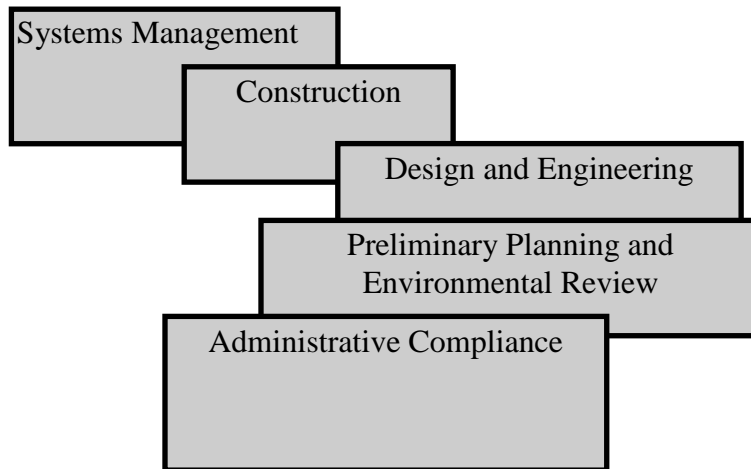 Systems Management
Construction
Design and Engineering
Preliminary Planning and
Environmental Review
Administrative Compliance